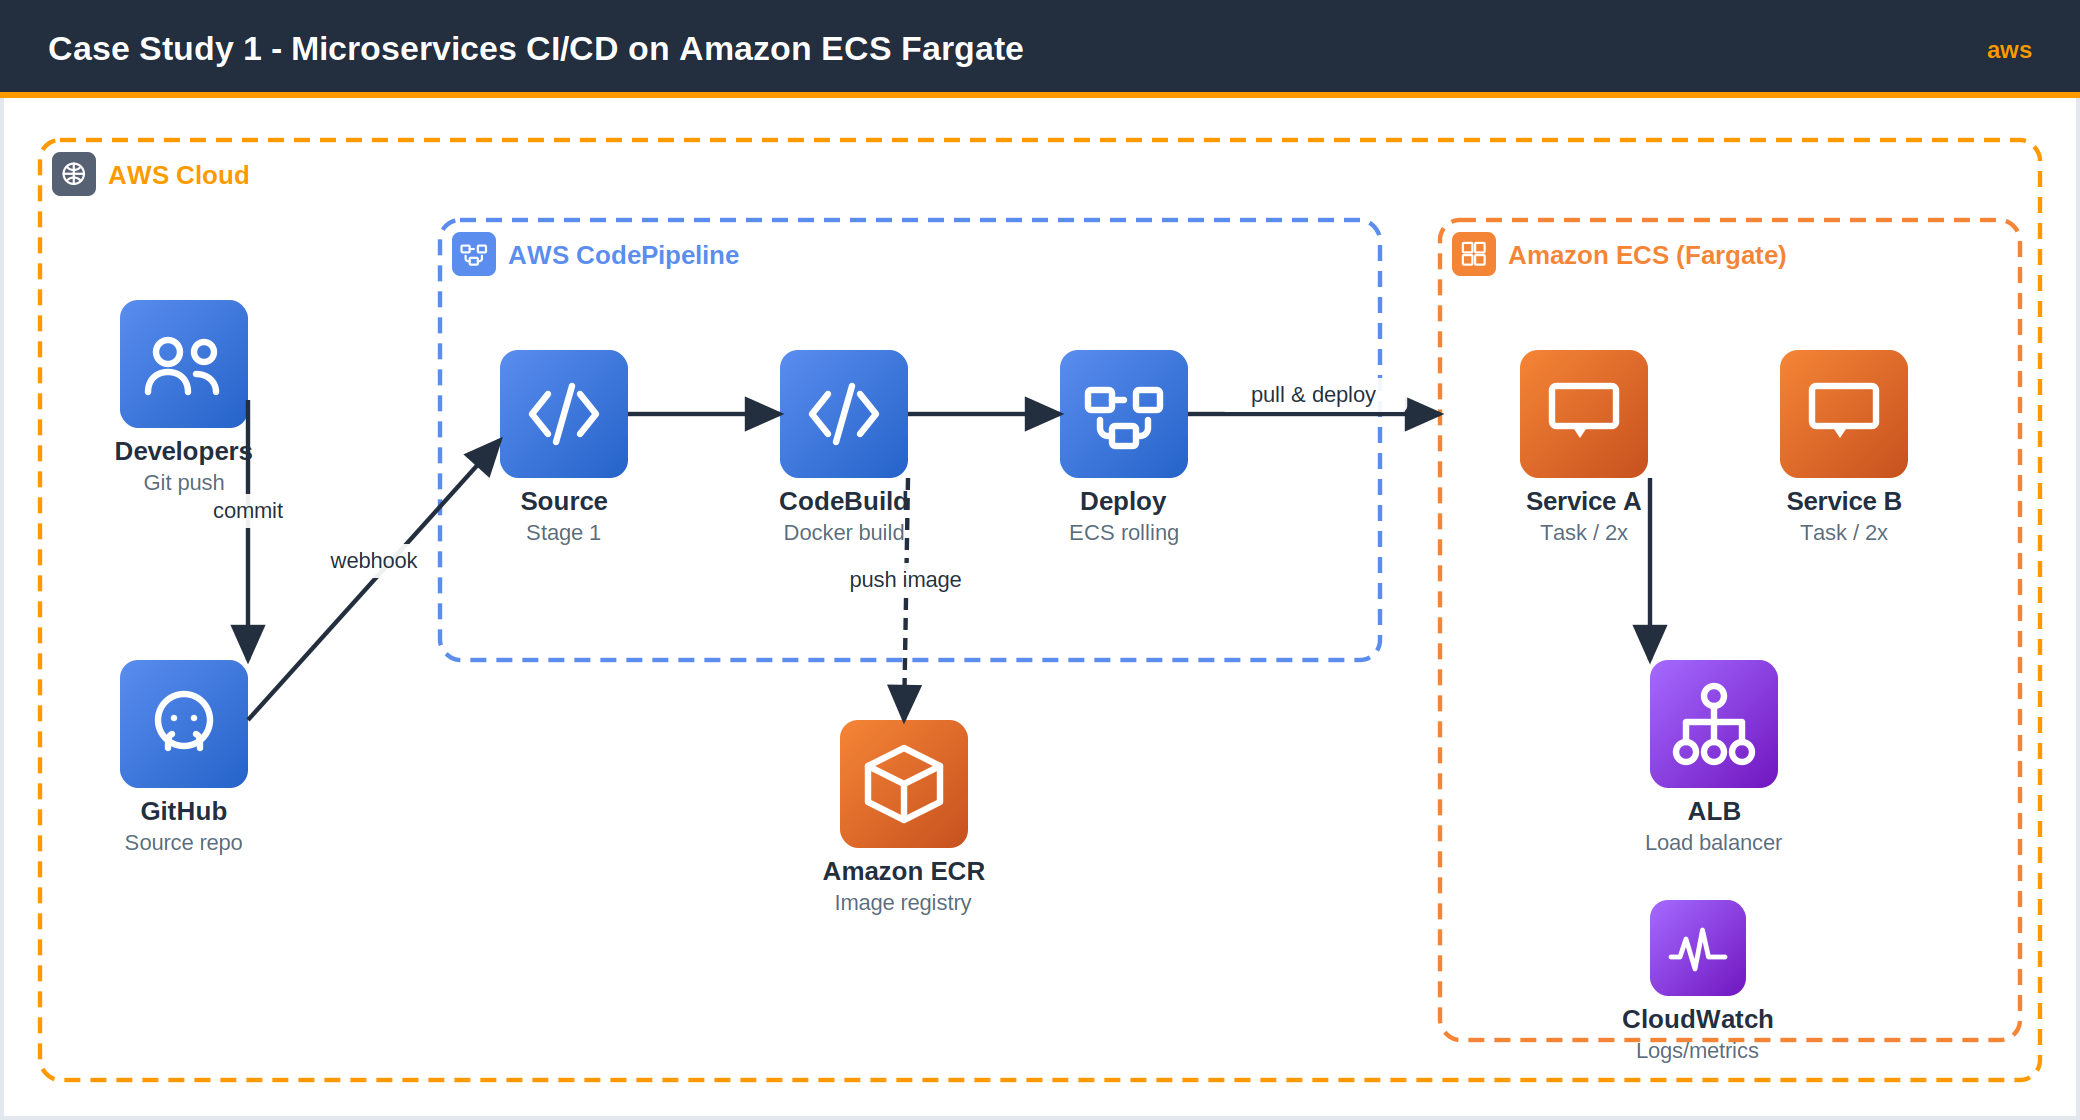 Case Study 1 - Microservices CI/CD on Amazon ECS Fargate
aws
AWS Cloud
AWS CodePipeline
Amazon ECS (Fargate)
Developers
Git push
commit
webhook
GitHub
Source repo
Source
Stage 1
CodeBuild
Docker build
push image
Deploy
ECS rolling
pull & deploy
Amazon ECR
Image registry
Service A
Task / 2x
Service B
Task / 2x
ALB
Load balancer
CloudWatch
Logs/metrics